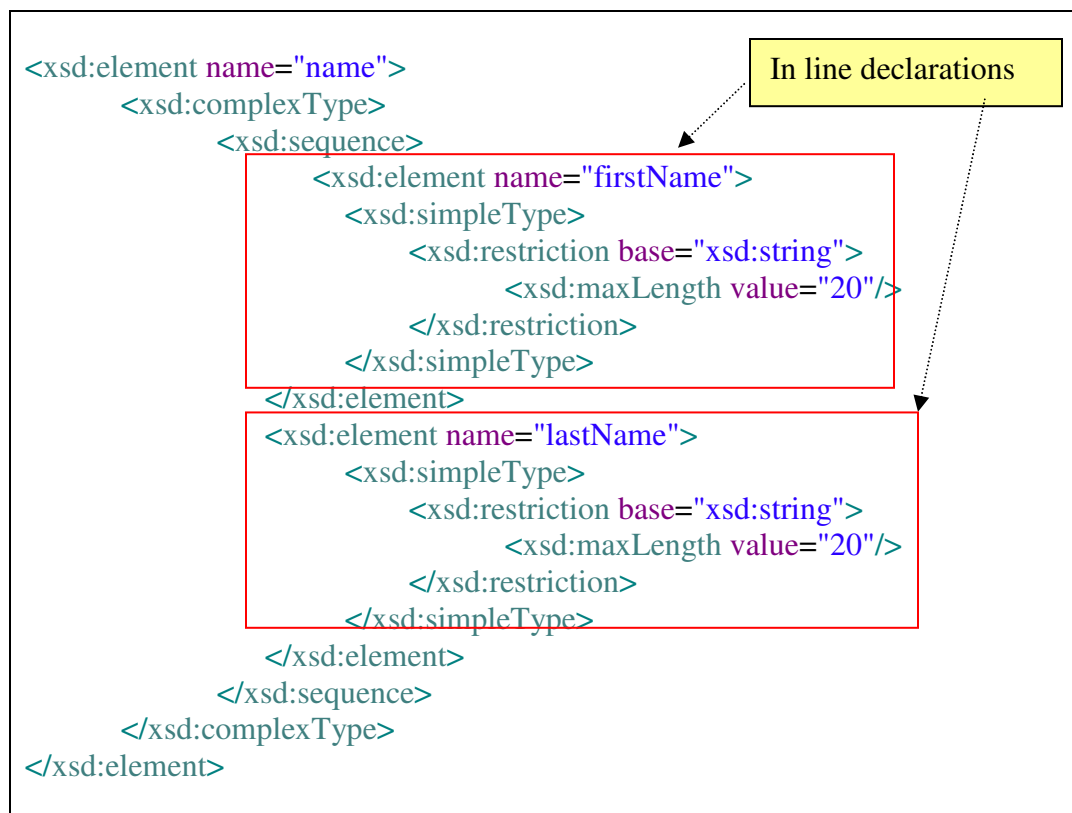 In line declarations
<xsd:element name="name">
<xsd:complexType>
<xsd:sequence>
<xsd:element name="firstName">
<xsd:simpleType>
<xsd:restriction base="xsd:string">
<xsd:maxLength value="20"/>
</xsd:restriction>
</xsd:simpleType>
</xsd:element>
<xsd:element name="lastName">
<xsd:simpleType>
<xsd:restriction base="xsd:string">
<xsd:maxLength value="20"/>
</xsd:restriction>
</xsd:simpleType>
</xsd:element>
</xsd:sequence>
</xsd:complexType>
</xsd:element>